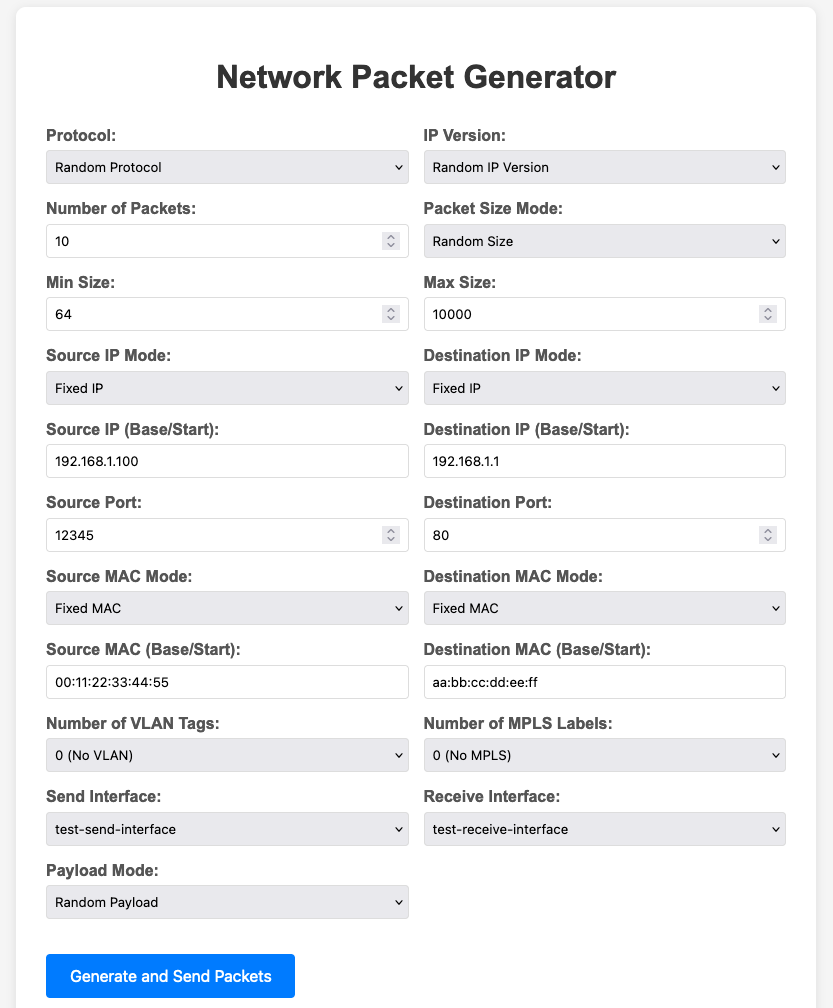 Network Packet Generator
Protocol: IP Version:
Random Protocol Random IP Version
Number of Packets: Packet Size Mode:
10 Random Size
Min Size: Max Size:
64 10000
Source IP Mode: Destination IP Mode:
Fixed IP Fixed IP
Source IP (Base/Start): Destination IP (Base/Start):
192.168.1.100 192.168.1.1
Source Port: Destination Port:
12345 80
Source MAC Mode: Destination MAC Mode:
Fixed MAC Fixed MAC
Source MAC (Base/Start): Destination MAC (Base/Start):
00:11:22:33:44:55 aa:bb:cc:dd:ee:ff
Number of VLAN Tags: Number of MPLS Labels:
0 (No VLAN) 0 (No MPLS)
Send Interface: Receive Interface:
test-send-interface test-receive-interface
Payload Mode:
Random Payload
Generate and Send Packets